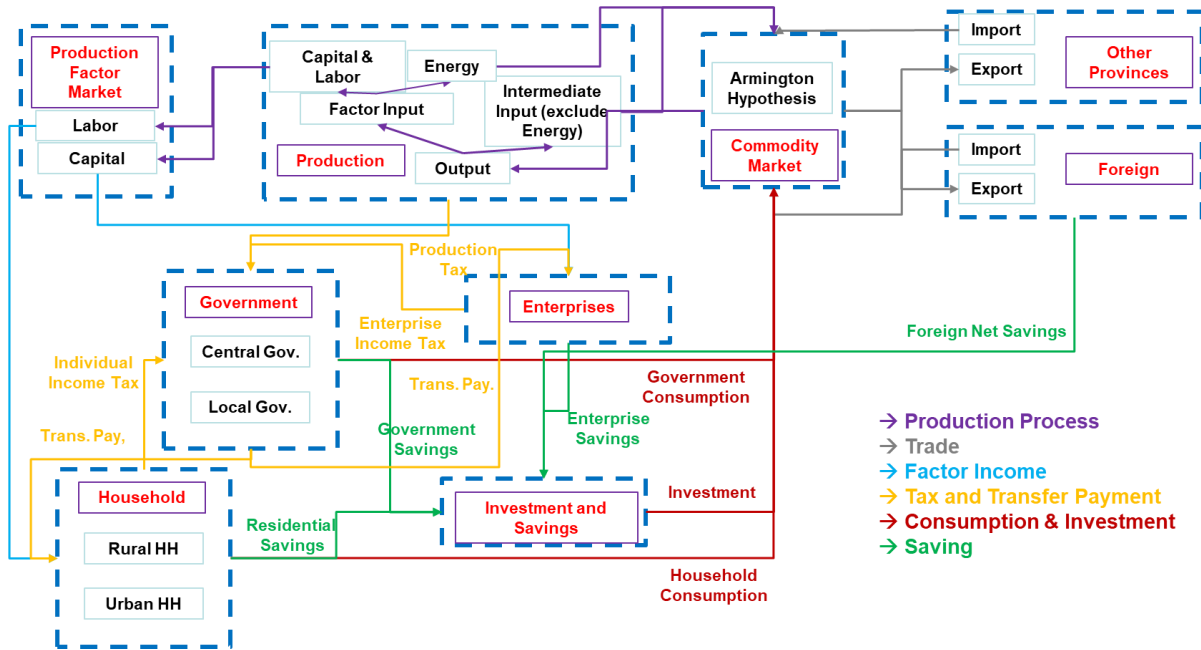 Production
Factor
Market
Labor
Capital
Capital &
Labor
Energy
Factor Input
Intermediate
Input (exclude
Energy)
Production
Output
Armington
Hypothesis
Commodity
Market
Import
Export
Other
Provinces
Import
Export
Foreign
Production
Tax
Government
Central Gov.
Local Gov.
Enterprises
Enterprise
Income Tax
Individual
Income Tax
Trans. Pay.
Trans. Pay,
Foreign Net Savings
Government
Consumption
Government
Savings
Enterprise
Savings
Household
Rural HH
Urban HH
Residential
Savings
Investment and
Savings
Investment
Household
Consumption
→ Production Process
→ Trade
→ Factor Income
→ Tax and Transfer Payment
→ Consumption & Investment
→ Saving